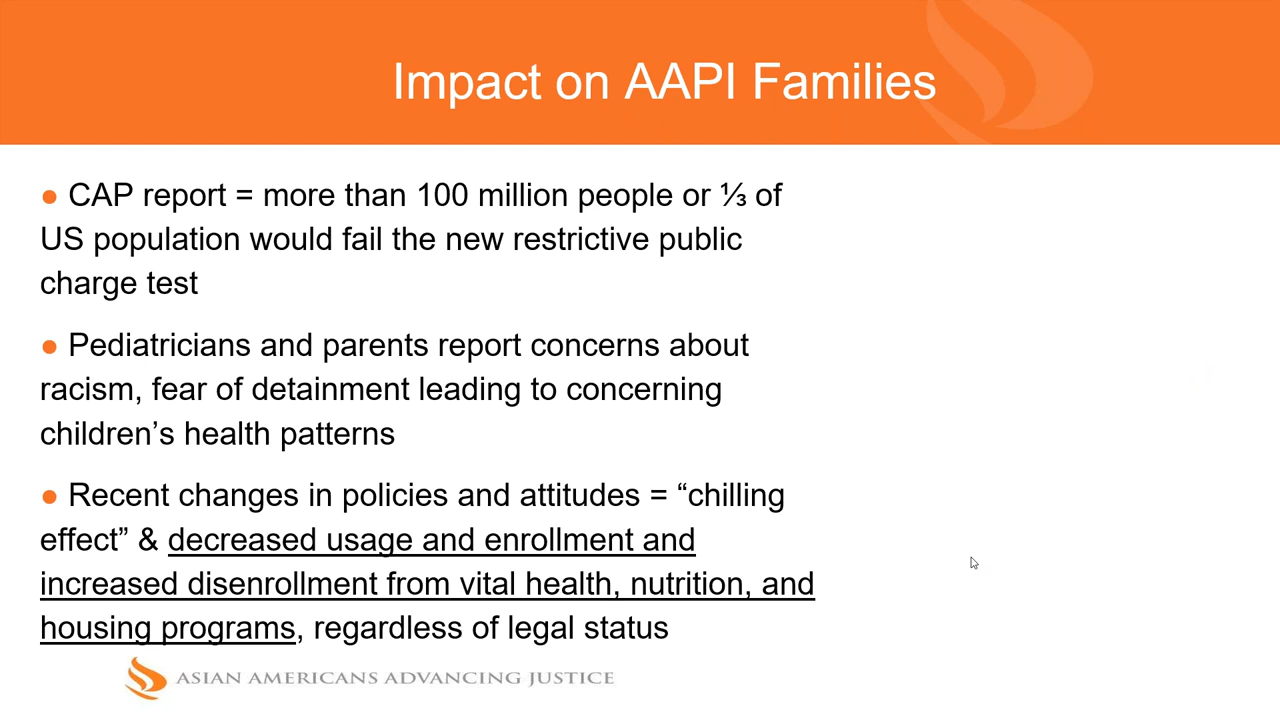 Impact on AAPI Families
● CAP report = more than 100 million people or ⅓ of
US population would fail the new restrictive public
charge test
● Pediatricians and parents report concerns about
racism, fear of detainment leading to concerning
children’s health patterns
● Recent changes in policies and attitudes = “chilling
effect” & decreased usage and enrollment and
increased disenrollment from vital health, nutrition, and
housing programs, regardless of legal status
ASIAN AMERICANS ADVANCING JUSTICE